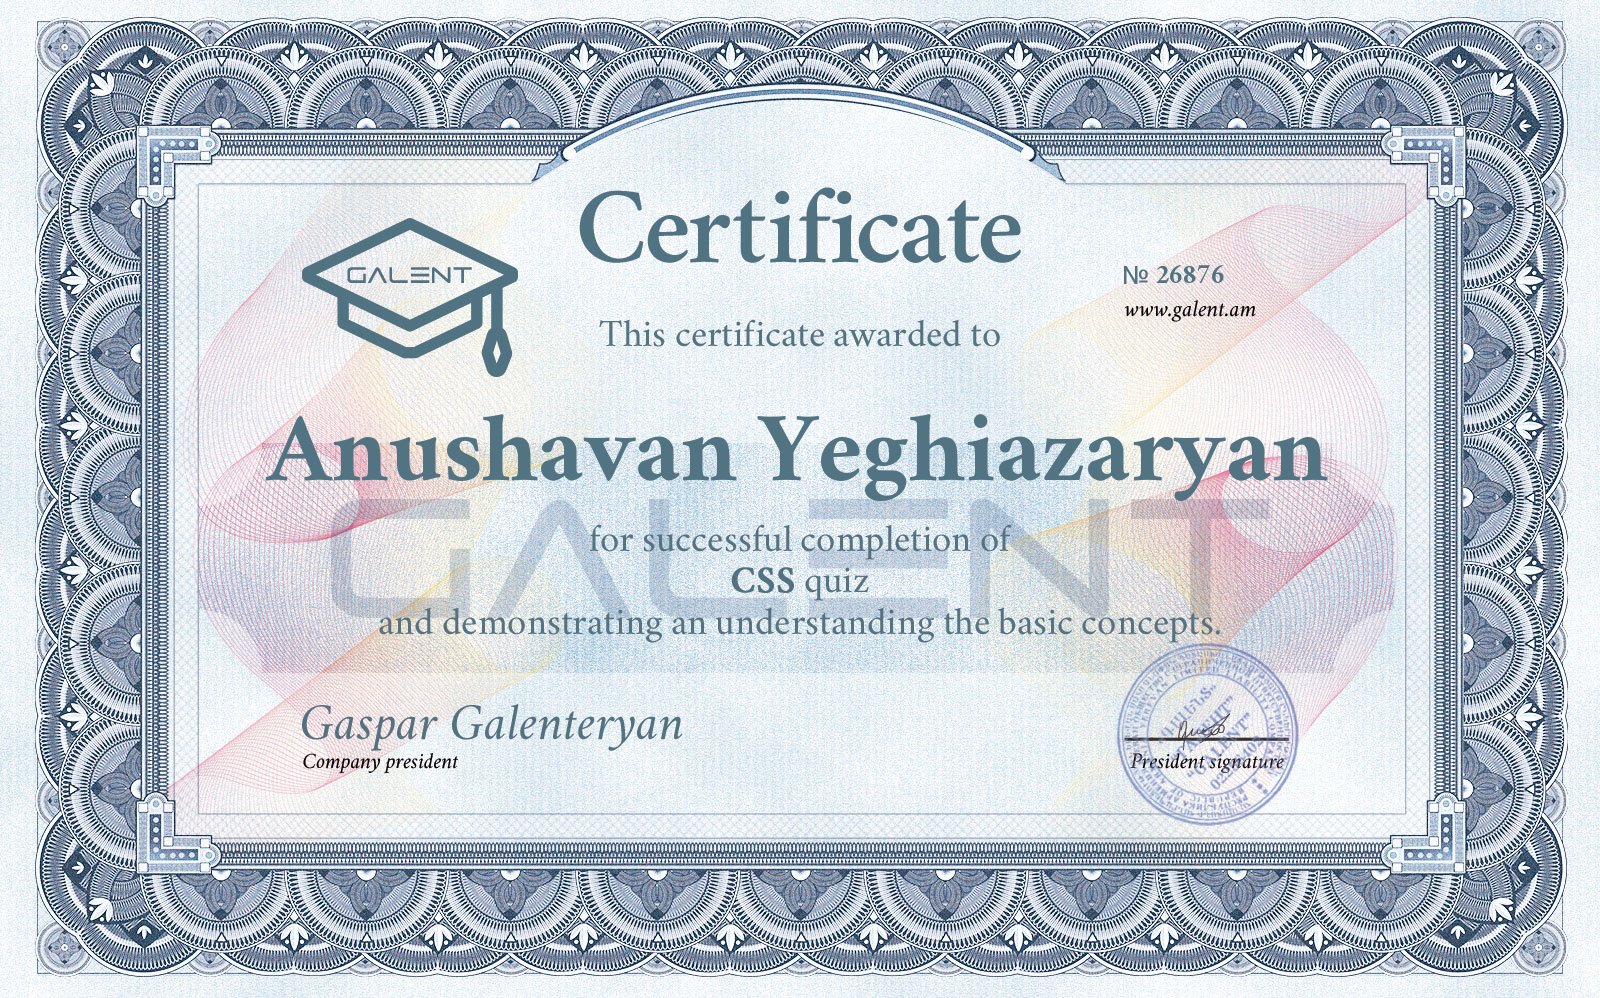 Certificate
GALENT
№ 26876
www.galent.am
This certificate awarded to
Anushavan Yeghiazaryan
GALENT
for successful completion of
CSS quiz
and demonstrating an understanding the basic concepts.
Gaspar Galenteryan
Company president
President signature
"GALENT"